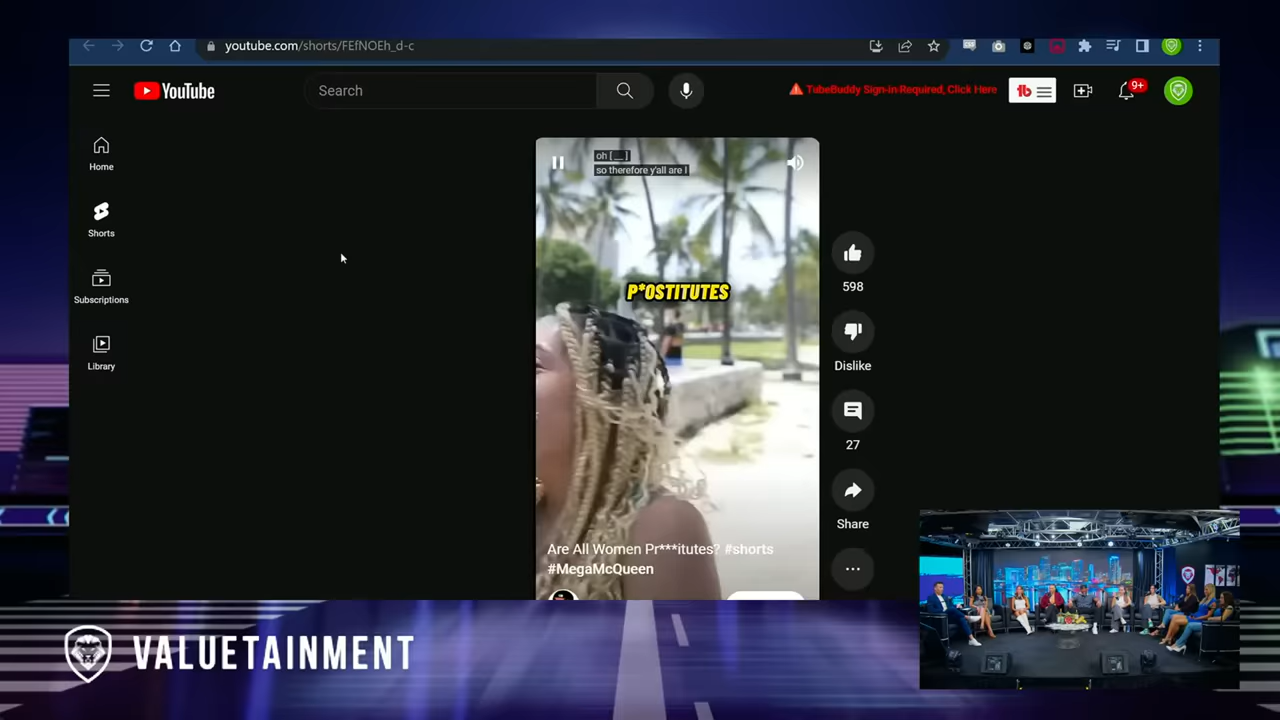 youtube.com/shorts/FEfNOEh_d-c
YouTube
Search
TubeBuddy Sign-in Required, Click Here
tb
9+
Home
Shorts
Subscriptions
Library
oh [ __ ]
so therefore y'all are I
P*OSTITUTES
598
Dislike
27
Share
Are All Women Pr***itutes? #shorts
#MegaMcQueen
VALUETAINMENT